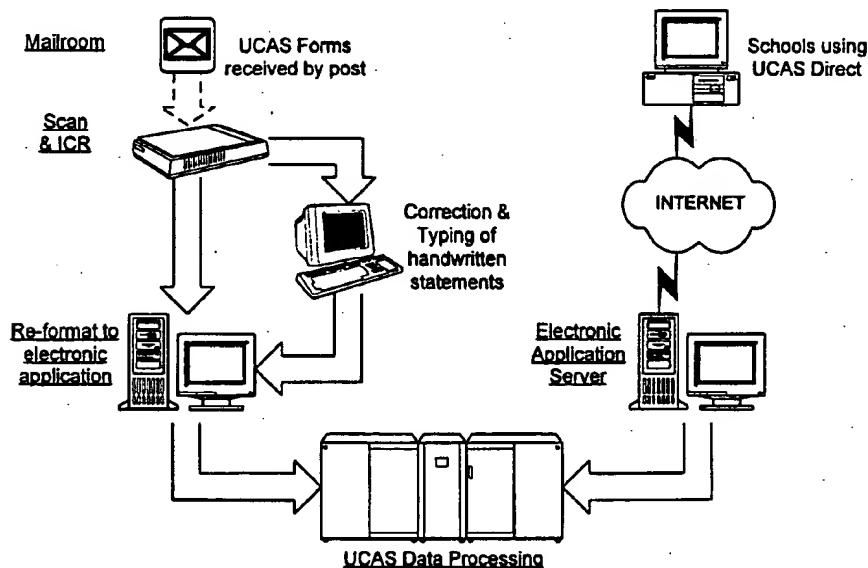 Mailroom
UCAS Forms
received by post
Schools using
UCAS Direct
Scan
& ICR
INTERNET
Correction &
Typing of
handwritten
statements
Re-format to
electronic
application
Electronic
Application
Server
UCAS Data Processing